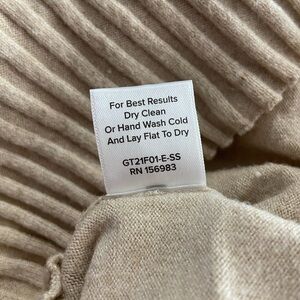 For Best Results
Dry Clean
Or Hand Wash Cold
And Lay Flat To Dry
GT21F01-E-SS
RN 156983